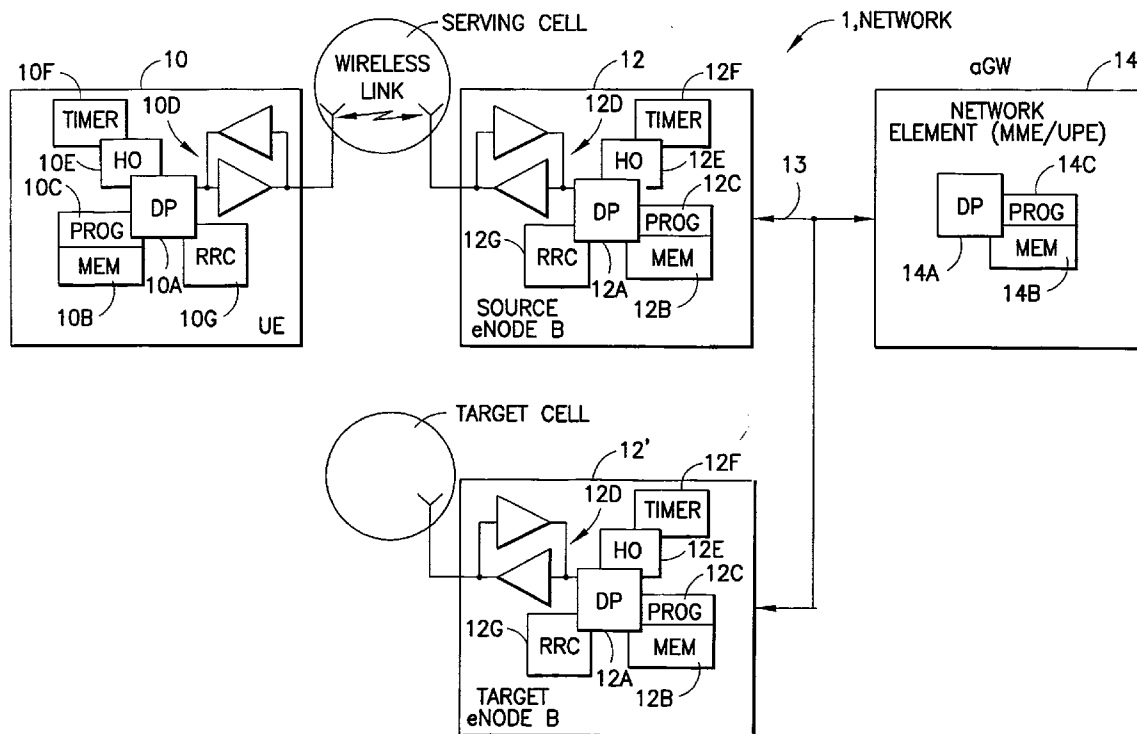 SERVING CELL
1,NETWORK
10
10F
TIMER
10D
10E
HO
10C
DP
PROG
MEM
RRC
10B
10A
10G
UE
WIRELESS
LINK
12
12F
12D
TIMER
HO
12E
12C
DP
PROG
12G
RRC
MEM
12A
12B
SOURCE
eNODE B
13
aGW
14
NETWORK
ELEMENT (MME/UPE)
14C
DP
PROG
MEM
14A
14B
TARGET CELL
12'
12F
12D
TIMER
HO
12E
12C
DP
PROG
12G
RRC
MEM
12A
12B
TARGET
eNODE B